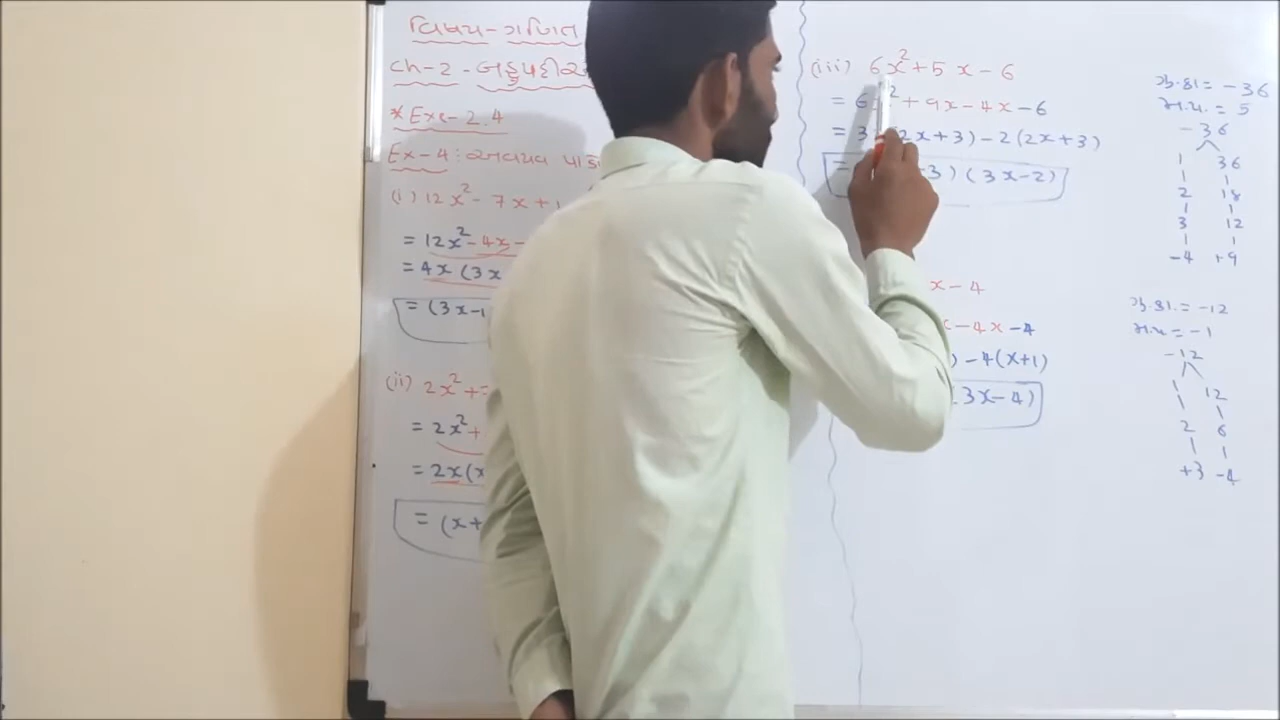 વિષય-ગણિત
ch-2 - બહુપદીઓ
* Exe-2.4
Ex-4: અવયવ પાડ
(i) 12x² - 7x + 1
= 12x² - 4x -
= 4x (3x
= (3x-1
(ii) 2x² +
= 2x² +
= 2x(x
= (x+
(iii) 6x² + 5x - 6
= 6 ² + 9x - 4x - 6
= 3 (2x+3) - 2(2x+3)
= 3) (3x-2)
x - 4
- 4x - 4
) - 4(x+1)
3x-4)
ગુ.છા. = -36
મ.પ. = 5
-36
1 36
2 18
3 12
-4 +9
ગુ.છા. = -12
મ.પ = -1
-12
1 12
2 6
+3 -4